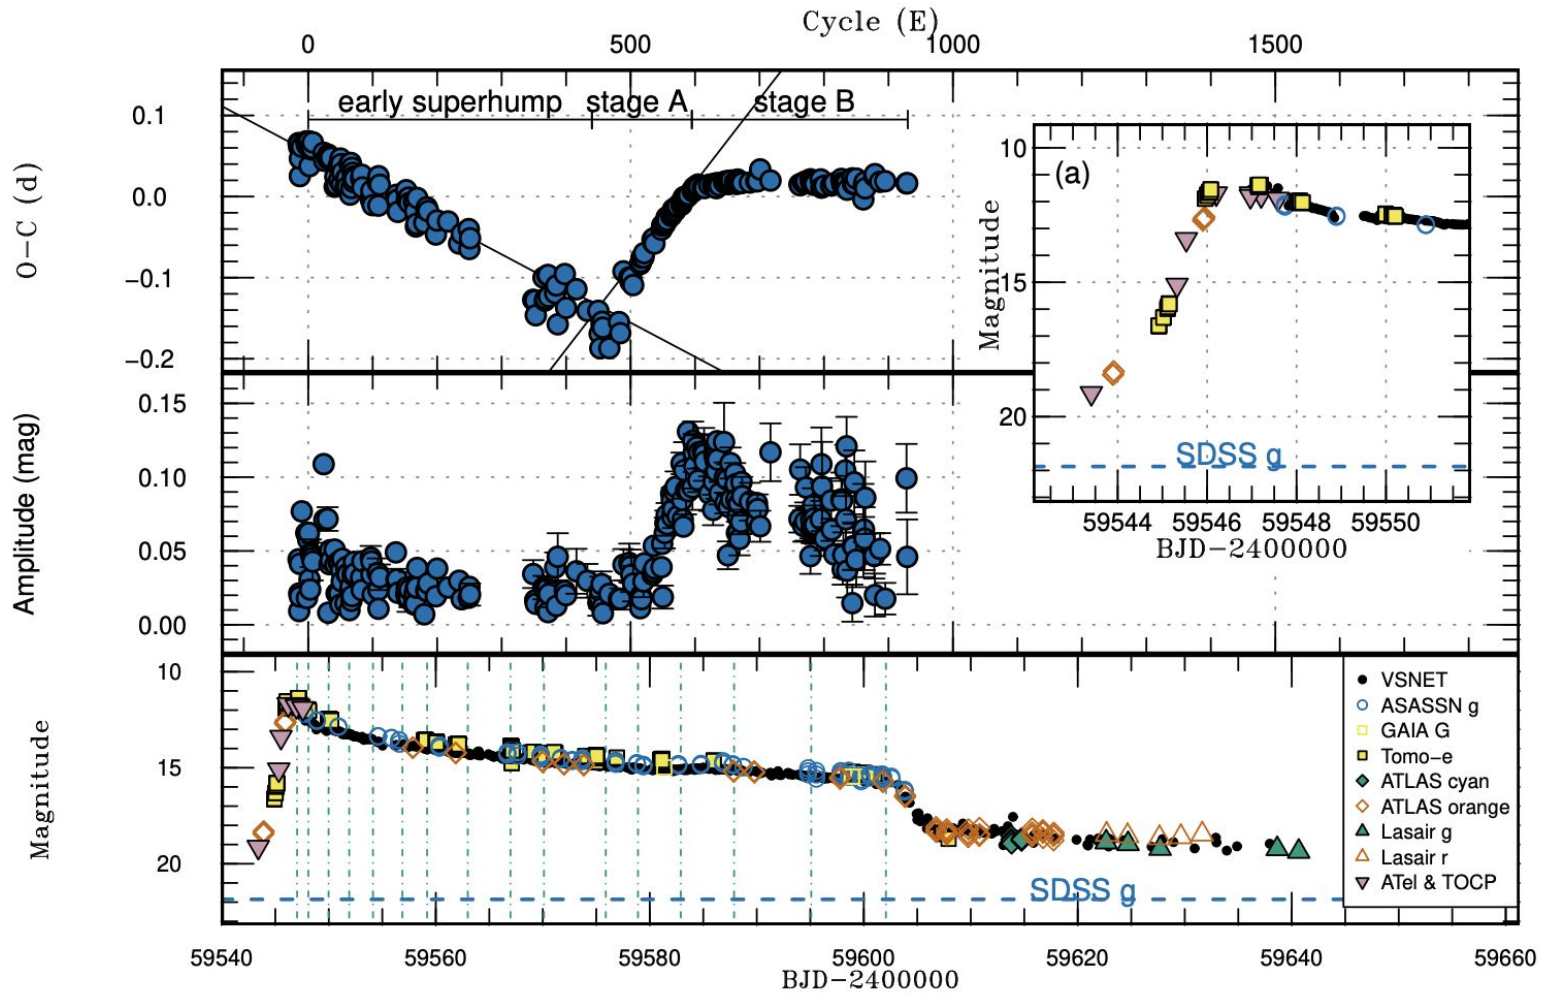 Cycle (E)
0 500 1000 1500
early superhump stage A stage B
O−C (d)
0.1
0.0
−0.1
−0.2
(a)
Magnitude
10
15
20
SDSS g
59544 59546 59548 59550
BJD−2400000
Amplitude (mag)
0.15
0.10
0.05
0.00
Magnitude
10
15
20
SDSS g
VSNET
ASASSN g
GAIA G
Tomo−e
ATLAS cyan
ATLAS orange
Lasair g
Lasair r
ATel & TOCP
59540 59560 59580 59600 59620 59640 59660
BJD−2400000